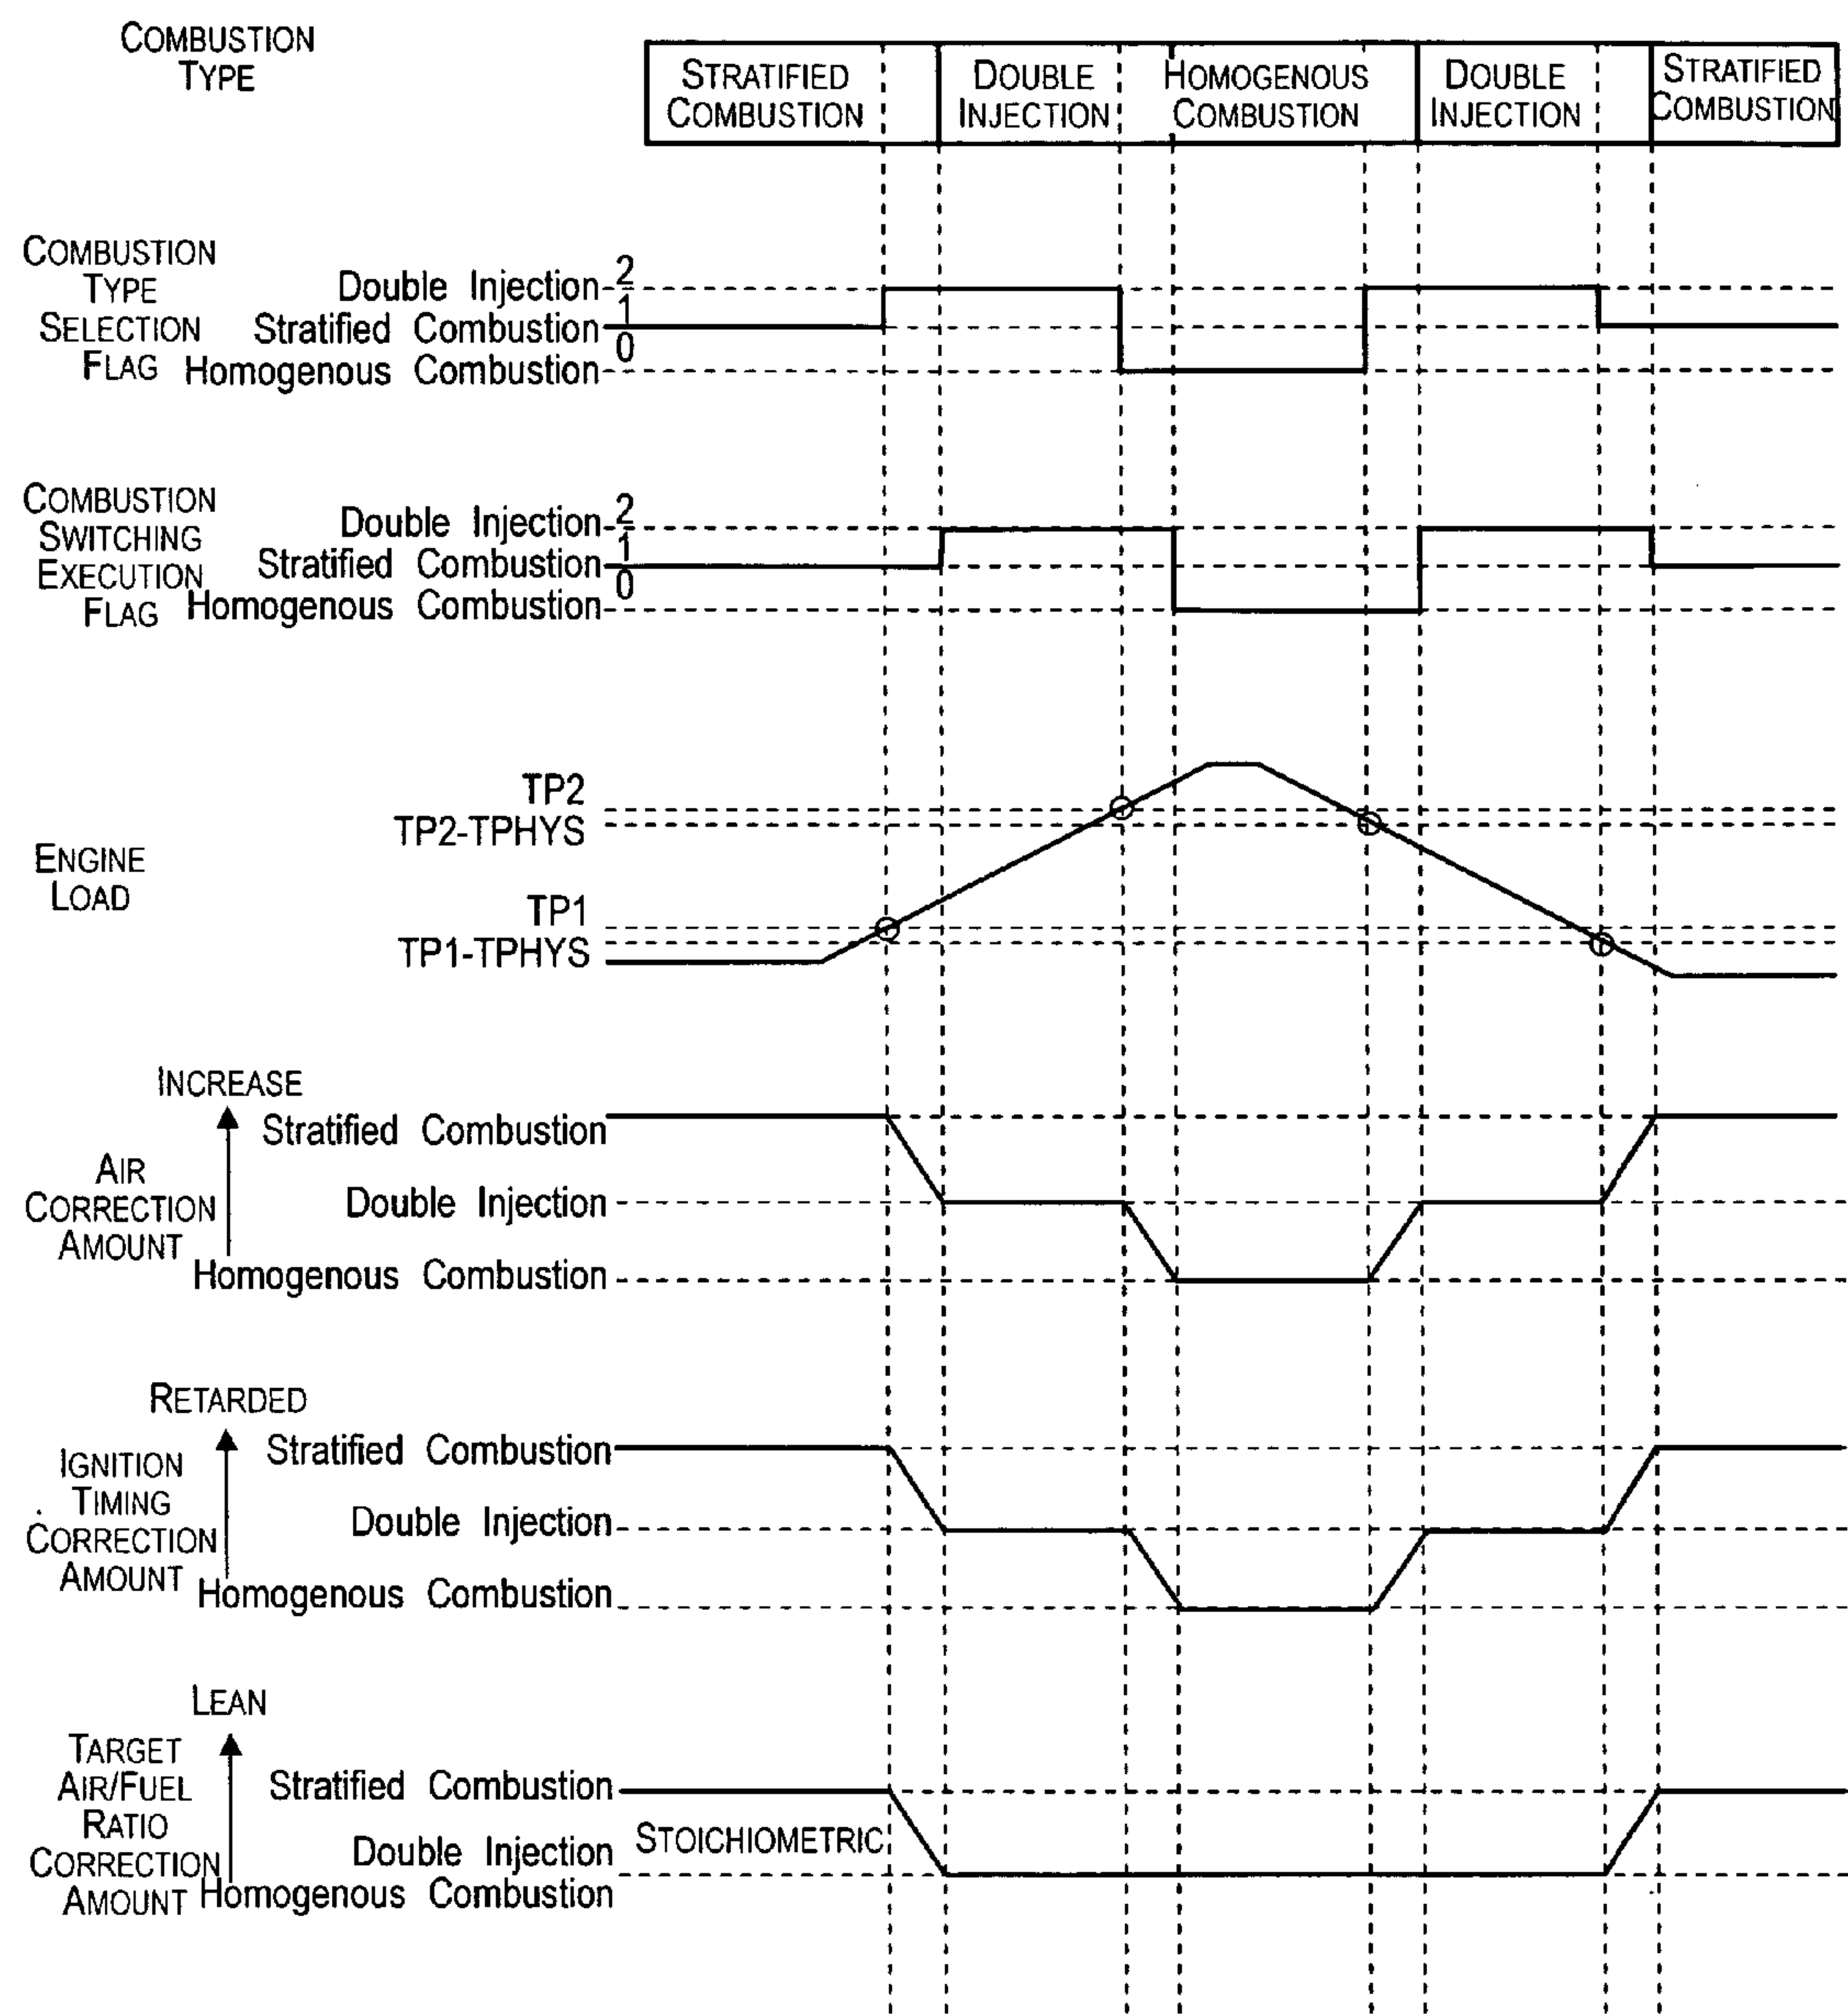 COMBUSTION
TYPE
STRATIFIED
COMBUSTION
DOUBLE
INJECTION
HOMOGENOUS
COMBUSTION
DOUBLE
INJECTION
STRATIFIED
COMBUSTION
COMBUSTION
TYPE
SELECTION
FLAG
Double Injection 2
Stratified Combustion 1
Homogenous Combustion 0
COMBUSTION
SWITCHING
EXECUTION
FLAG
Double Injection 2
Stratified Combustion 1
Homogenous Combustion 0
ENGINE
LOAD
TP2
TP2-TPHYS
TP1
TP1-TPHYS
INCREASE
AIR
CORRECTION
AMOUNT
Stratified Combustion
Double Injection
Homogenous Combustion
RETARDED
IGNITION
TIMING
CORRECTION
AMOUNT
Stratified Combustion
Double Injection
Homogenous Combustion
LEAN
TARGET
AIR/FUEL
RATIO
CORRECTION
AMOUNT
Stratified Combustion
Double Injection
Homogenous Combustion
STOICHIOMETRIC